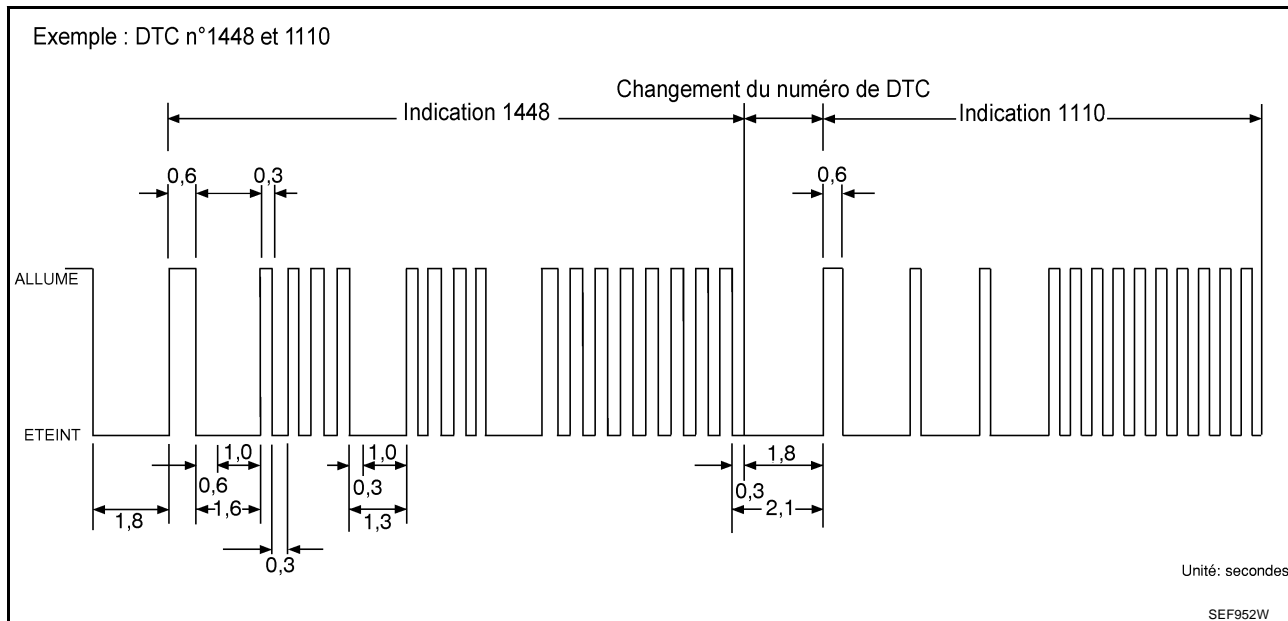 Exemple : DTC n°1448 et 1110
Changement du numéro de DTC
Indication 1448
Indication 1110
0,6
0,3
0,6
ALLUME
ETEINT
1,0
1,0
1,8
0,6
0,3
0,3
1,8
1,6
1,3
2,1
0,3
Unité: secondes
SEF952W